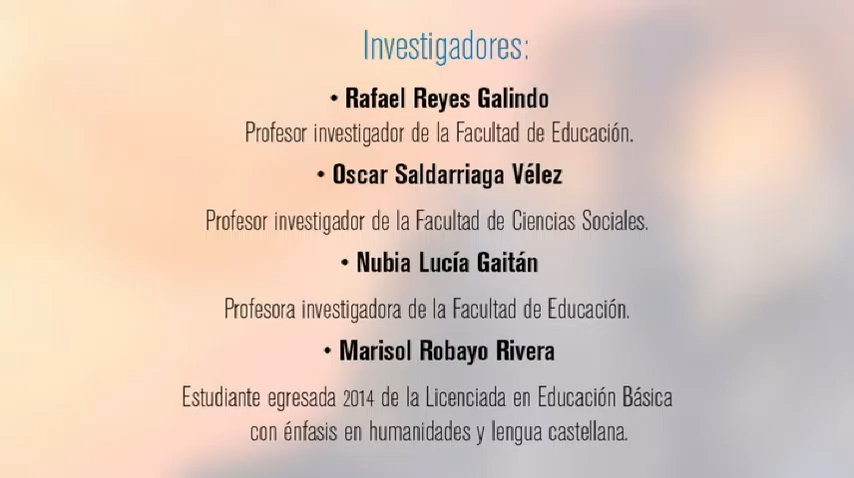 Investigadores:
• Rafael Reyes Galindo
Profesor investigador de la Facultad de Educación.
• Oscar Saldarriaga Vélez
Profesor investigador de la Facultad de Ciencias Sociales.
• Nubia Lucía Gaitán
Profesora investigadora de la Facultad de Educación.
• Marisol Robayo Rivera
Estudiante egresada 2014 de la Licenciada en Educación Básica
con énfasis en humanidades y lengua castellana.